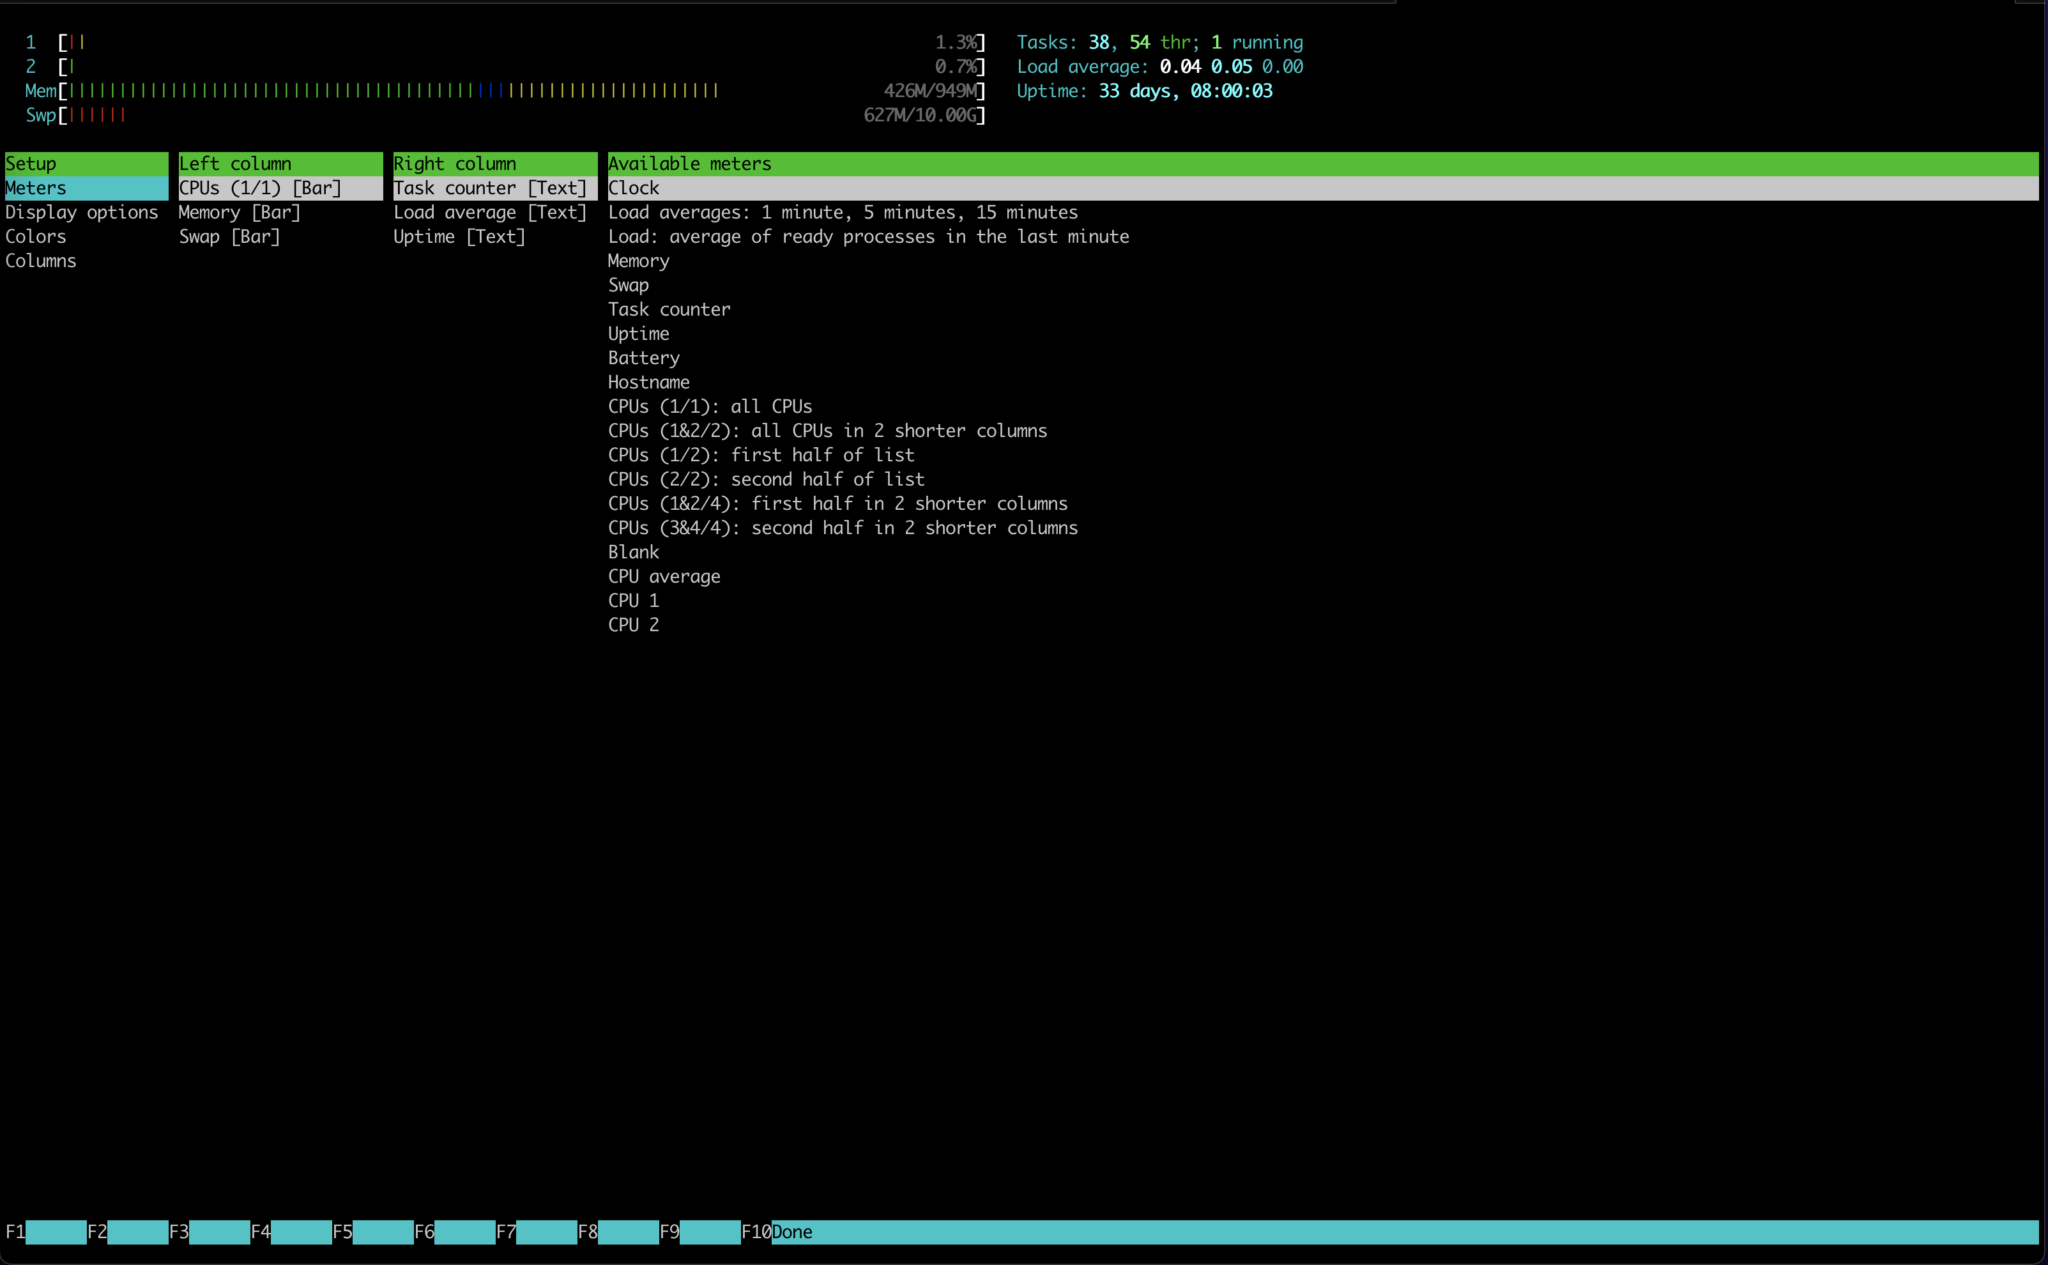 1 [|| 1.3%] Tasks: 38, 54 thr; 1 running
2 [| 0.7%] Load average: 0.04 0.05 0.00
Mem[|||||||||||||||||||||||||||||||||||||||||||||||||||||||||||||||| 426M/949M] Uptime: 33 days, 08:00:03
Swp[|||||| 627M/10.00G]
Setup Left column Right column Available meters
Meters CPUs (1/1) [Bar] Task counter [Text] Clock
Display options Memory [Bar] Load average [Text] Load averages: 1 minute, 5 minutes, 15 minutes
Colors Swap [Bar] Uptime [Text] Load: average of ready processes in the last minute
Columns Memory
Swap
Task counter
Uptime
Battery
Hostname
CPUs (1/1): all CPUs
CPUs (1&2/2): all CPUs in 2 shorter columns
CPUs (1/2): first half of list
CPUs (2/2): second half of list
CPUs (1&2/4): first half in 2 shorter columns
CPUs (3&4/4): second half in 2 shorter columns
Blank
CPU average
CPU 1
CPU 2
F1 F2 F3 F4 F5 F6 F7 F8 F9 F10Done